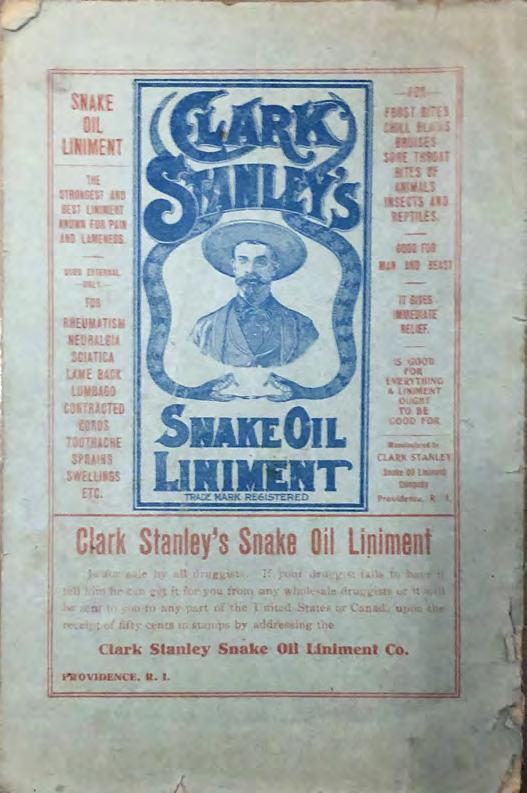 SNAKE
OIL
LINIMENT
THE
STRONGEST AND
BEST LINIMENT
KNOWN FOR PAIN
AND LAMENESS.
USED EXTERNAL
ONLY
FOR
RHEUMATISM
NEURALGIA
SCIATICA
LAME BACK
LUMBAGO
CONTRACTED
CORDS
TOOTHACHE
SPRAINS
SWELLINGS
ETC.
CLARK
STANLEY'S
SNAKE OIL
LINIMENT
TRADE MARK REGISTERED
FOR
FROST BITES
CHILL BLAINS
BRUISES
SORE THROAT
BITES OF
ANIMALS
INSECTS AND
REPTILES.
GOOD FOR
MAN AND BEAST
IT GIVES
IMMEDIATE
RELIEF.
IS GOOD
FOR
EVERYTHING
A LINIMENT
OUGHT
TO BE
GOOD FOR
Manufactured by
CLARK STANLEY
Snake Oil Liniment
Company
Providence, R. I.
Clark Stanley's Snake Oil Liniment
Is for sale by all druggists. If your druggist fails to have it
tell him he can get it for you from any wholesale druggists or it will
be sent to you to any part of the United States or Canada upon the
receipt of fifty cents in stamps by addressing the
Clark Stanley Snake Oil Liniment Co.
PROVIDENCE, R. I.